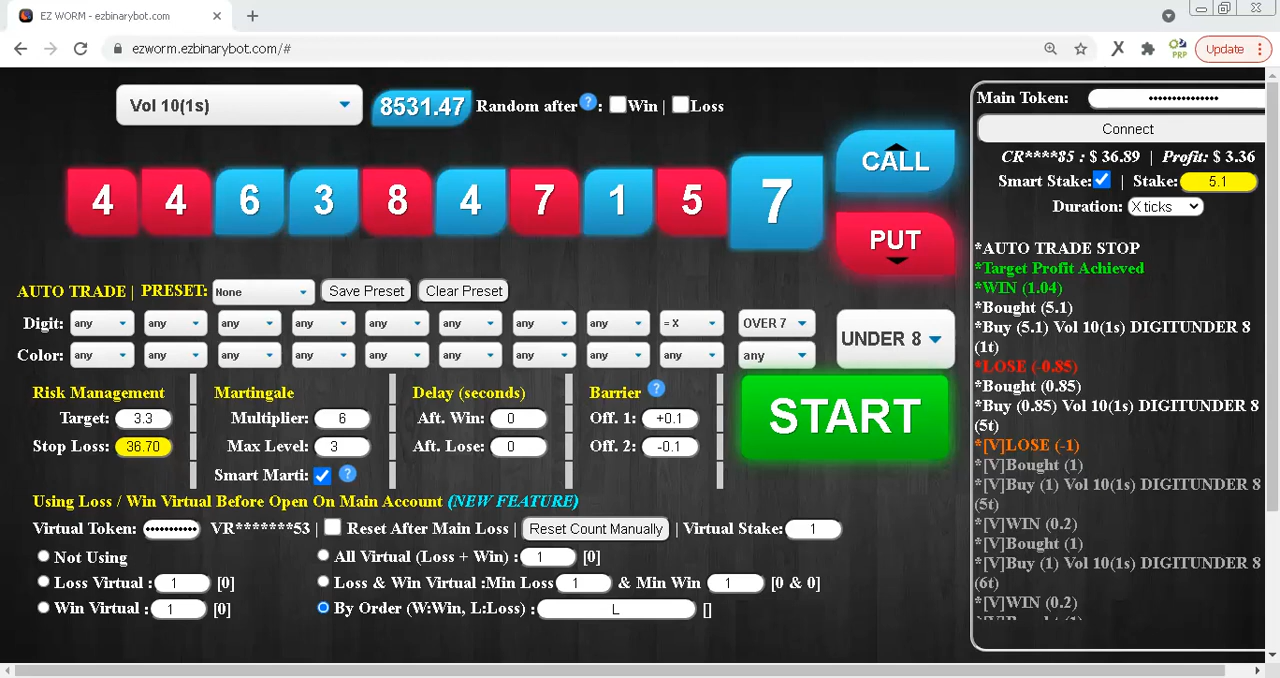 EZ WORM - ezbinarybot.com
ezworm.ezbinarybot.com/#
X
PRP
Update
Vol 10(1s)
8531.47
Random after ? : Win | Loss
4 4 6 3 8 4 7 1 5 7
CALL
PUT
AUTO TRADE | PRESET: None Save Preset Clear Preset
Digit: any any any any any any any any = X OVER 7
Color: any any any any any any any any any any
UNDER 8
START
Risk Management
Target: 3.3
Stop Loss: 36.70
Martingale
Multiplier: 6
Max Level: 3
Smart Marti: ?
Delay (seconds)
Aft. Win: 0
Aft. Lose: 0
Barrier ?
Off. 1: +0.1
Off. 2: -0.1
Using Loss / Win Virtual Before Open On Main Account (NEW FEATURE)
Virtual Token: •••••••••• VR*******53 | Reset After Main Loss | Reset Count Manually | Virtual Stake: 1
Not Using
All Virtual (Loss + Win) : 1 [0]
Loss Virtual : 1 [0]
Loss & Win Virtual :Min Loss 1 & Min Win 1 [0 & 0]
Win Virtual : 1 [0]
By Order (W:Win, L:Loss) : L []
Main Token: •••••••••••••••
Connect
CR****85 : $ 36.89 | Profit: $ 3.36
Smart Stake: | Stake: 5.1
Duration: X ticks
*AUTO TRADE STOP
*Target Profit Achieved
*WIN (1.04)
*Bought (5.1)
*Buy (5.1) Vol 10(1s) DIGITUNDER 8
(1t)
*LOSE (-0.85)
*Bought (0.85)
*Buy (0.85) Vol 10(1s) DIGITUNDER 8
(5t)
*[V]LOSE (-1)
*[V]Bought (1)
*[V]Buy (1) Vol 10(1s) DIGITUNDER 8
(5t)
*[V]WIN (0.2)
*[V]Bought (1)
*[V]Buy (1) Vol 10(1s) DIGITUNDER 8
(6t)
*[V]WIN (0.2)
*[V]Bought (1)